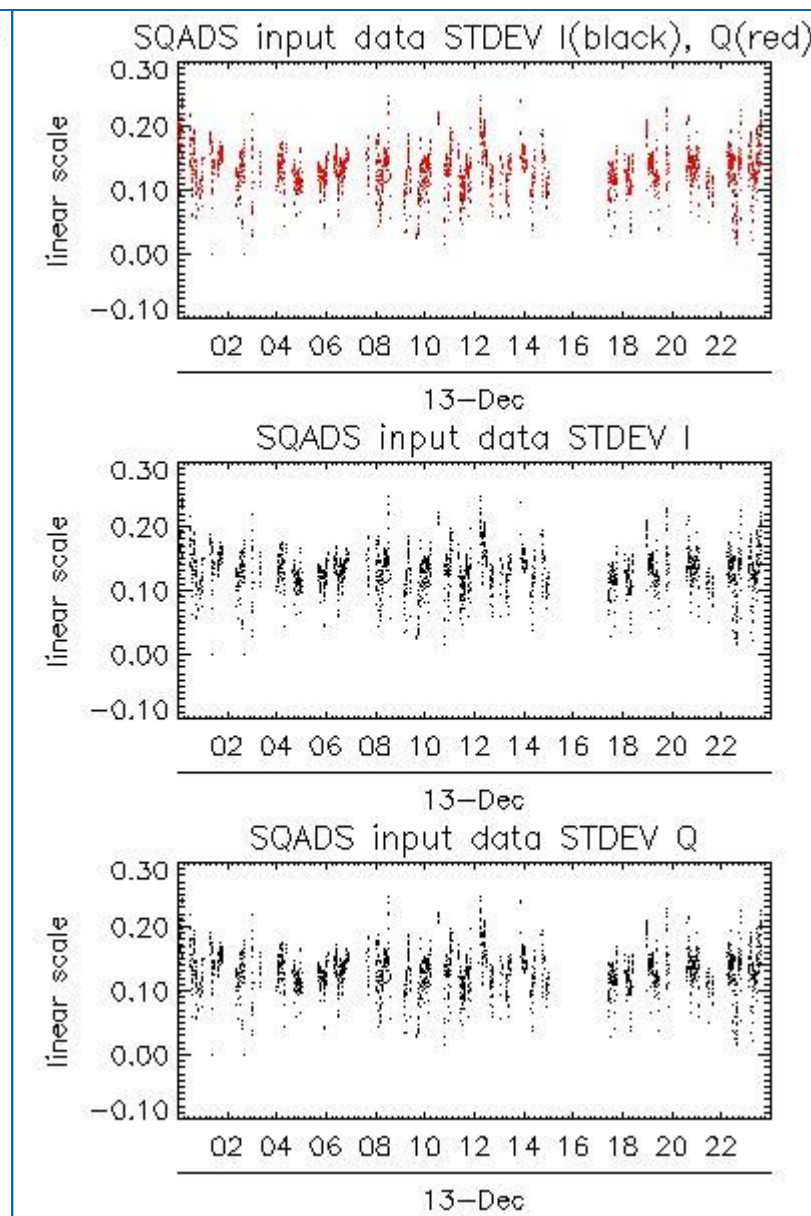 SQADS input data STDEV I(black), Q(red)
0.30
0.20
0.10
0.00
−0.10
linear scale
02 04 06 08 10 12 14 16 18 20 22
13−Dec
SQADS input data STDEV I
0.30
0.20
0.10
0.00
−0.10
linear scale
02 04 06 08 10 12 14 16 18 20 22
13−Dec
SQADS input data STDEV Q
0.30
0.20
0.10
0.00
−0.10
linear scale
02 04 06 08 10 12 14 16 18 20 22
13−Dec